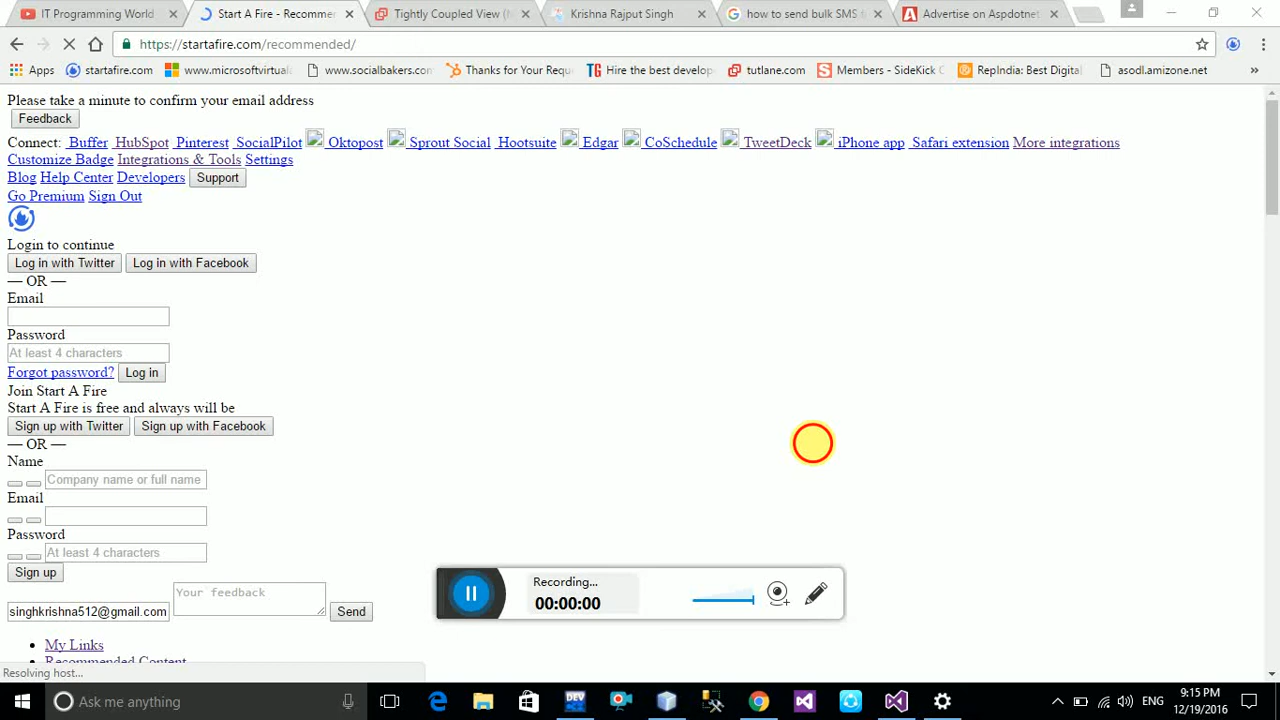 IT Programming World
Start A Fire - Recommen
Tightly Coupled View (
Krishna Rajput Singh
how to send bulk SMS
Advertise on Aspdotnet
https://startafire.com/recommended/
Apps
startafire.com
www.microsoftvirtual
www.socialbakers.com
Thanks for Your Requ
Hire the best develop
tutlane.com
Members - SideKick C
RepIndia: Best Digital
asodl.amizone.net
»
Please take a minute to confirm your email address
Feedback
Connect: Buffer HubSpot Pinterest SocialPilot Oktopost Sprout Social Hootsuite Edgar CoSchedule TweetDeck iPhone app Safari extension More integrations
Customize Badge Integrations & Tools Settings
Blog Help Center Developers Support
Go Premium Sign Out
Login to continue
Log in with Twitter Log in with Facebook
— OR —
Email
Password
At least 4 characters
Forgot password? Log in
Join Start A Fire
Start A Fire is free and always will be
Sign up with Twitter Sign up with Facebook
— OR —
Name
Company name or full name
Email
Password
At least 4 characters
Sign up
singhkrishna512@gmail.com Your feedback Send
• My Links
• Recommended Content
Recording...
00:00:00
Resolving host...
Ask me anything
DEV
ENG
9:15 PM
12/19/2016